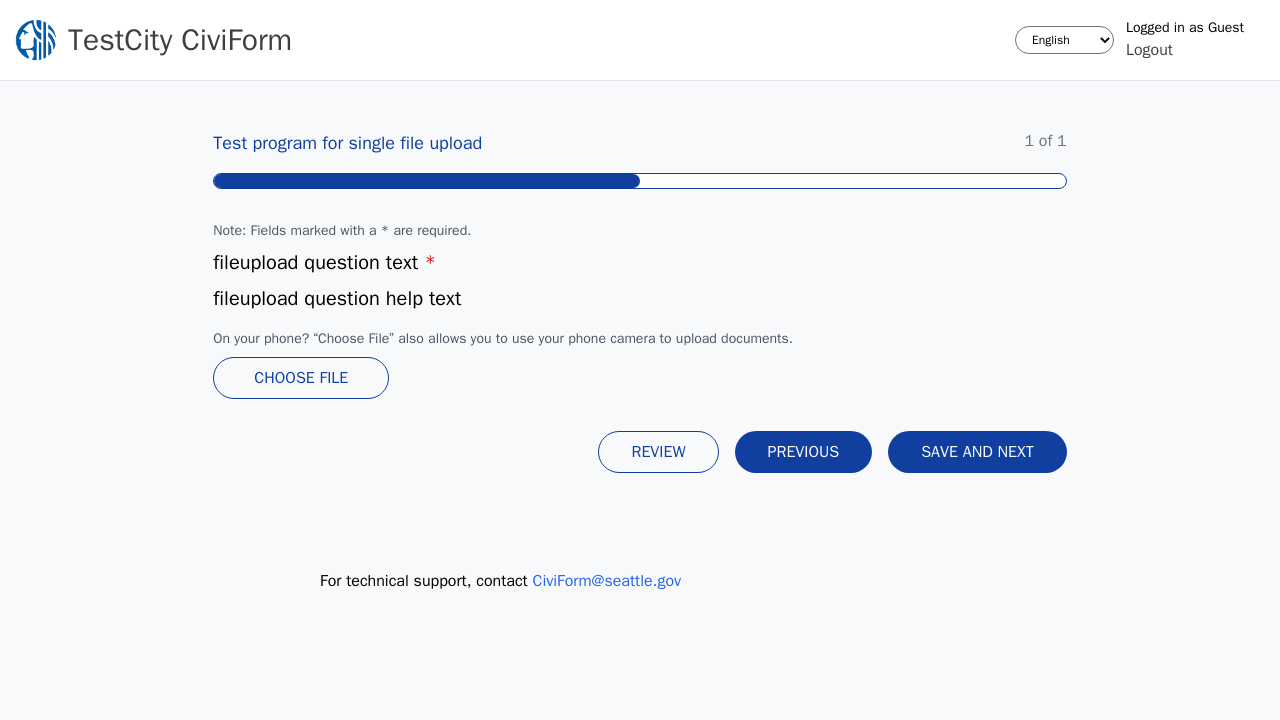 TestCity CiviForm
English
Logged in as Guest
Logout
Test program for single file upload
1 of 1
Note: Fields marked with a * are required.
fileupload question text *
fileupload question help text
On your phone? “Choose File” also allows you to use your phone camera to upload documents.
CHOOSE FILE
REVIEW
PREVIOUS
SAVE AND NEXT
For technical support, contact CiviForm@seattle.gov